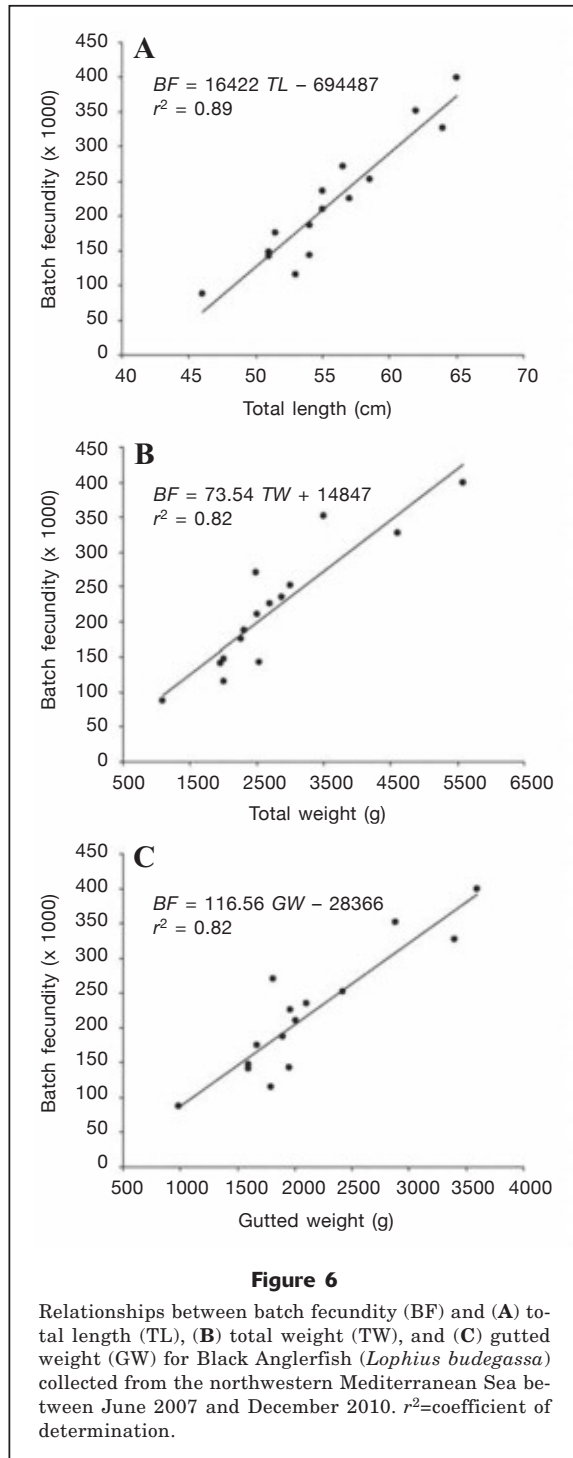 A
BF = 16422 TL – 694487
r² = 0.89
Batch fecundity (x 1000)
450
400
350
300
250
200
150
100
50
0
40 45 50 55 60 65 70
Total length (cm)
B
BF = 73.54 TW + 14847
r² = 0.82
Batch fecundity (x 1000)
450
400
350
300
250
200
150
100
50
0
500 1500 2500 3500 4500 5500 6500
Total weight (g)
C
BF = 116.56 GW – 28366
r² = 0.82
Batch fecundity (x 1000)
450
400
350
300
250
200
150
100
50
0
500 1000 1500 2000 2500 3000 3500 4000
Gutted weight (g)
Figure 6
Relationships between batch fecundity (BF) and (A) to-
tal length (TL), (B) total weight (TW), and (C) gutted
weight (GW) for Black Anglerfish (Lophius budegassa)
collected from the northwestern Mediterranean Sea be-
tween June 2007 and December 2010. r²=coefficient of
determination.